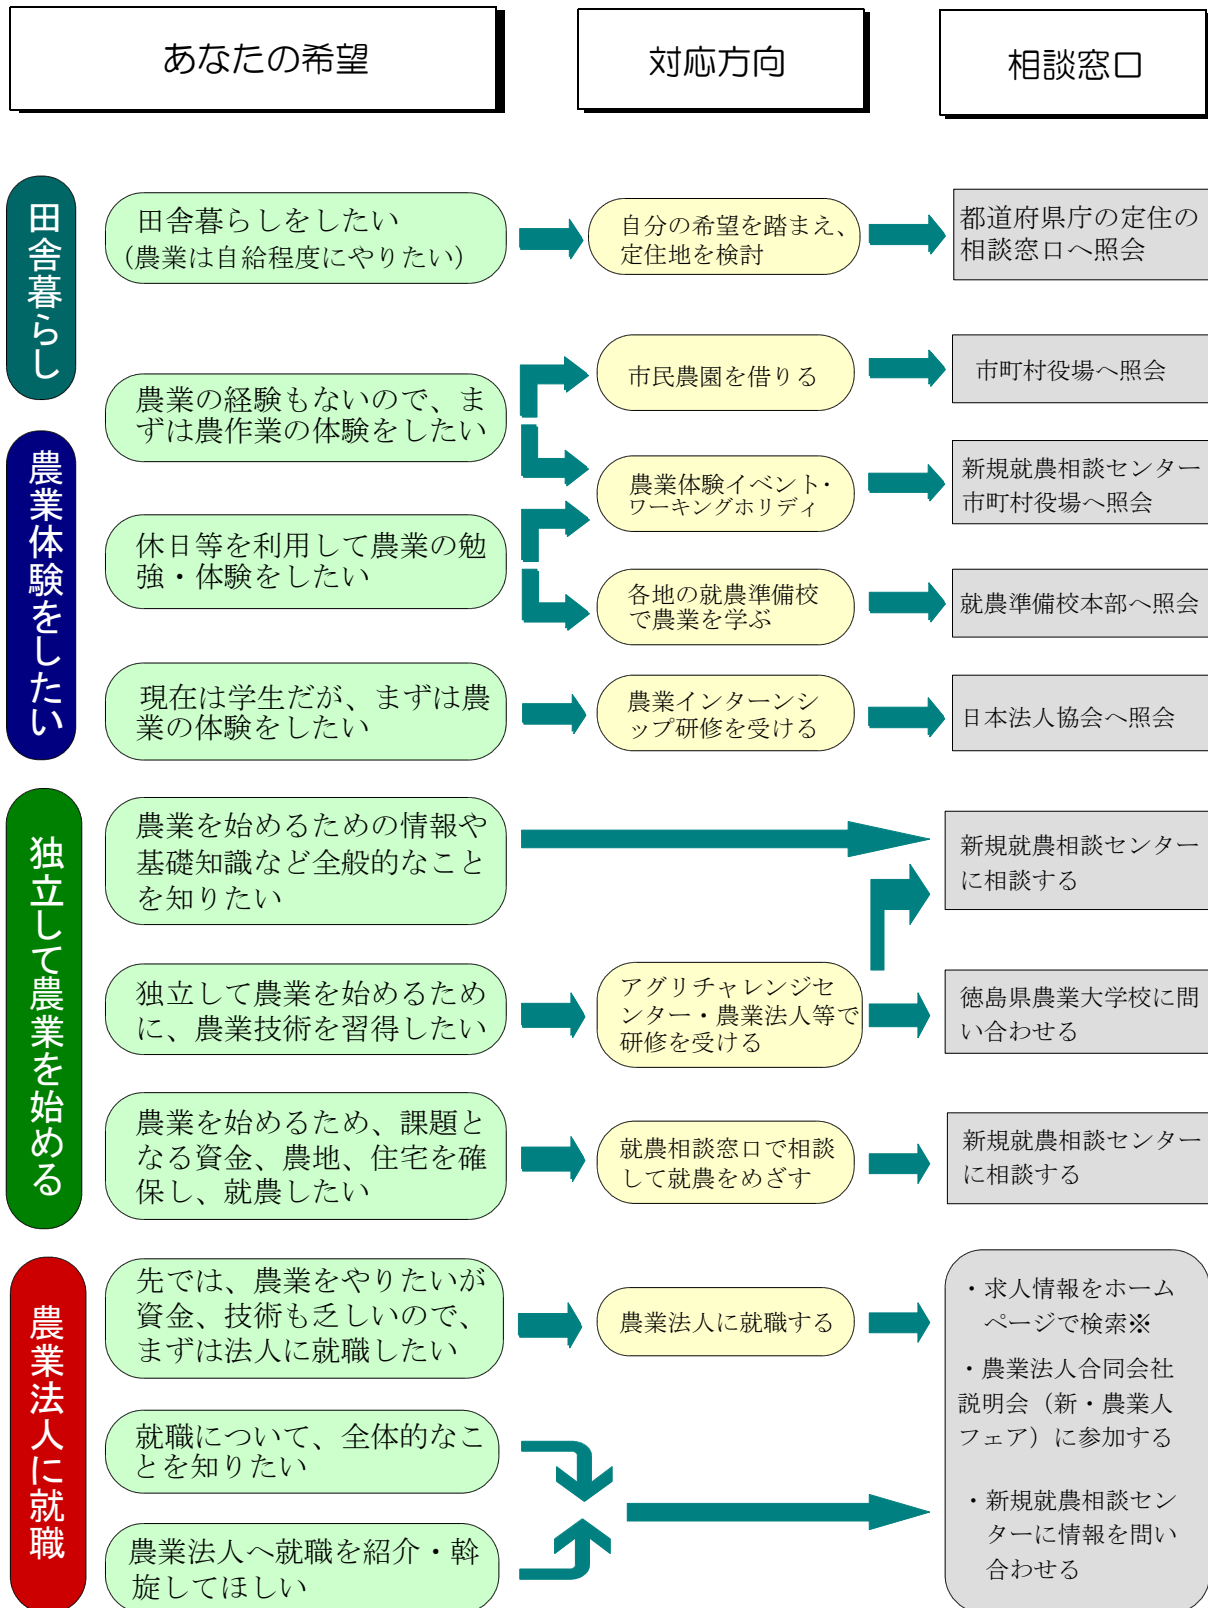 あなたの希望
対応方向
相談窓口
田舎暮らし
田舎暮らしをしたい
(農業は自給程度にやりたい)
自分の希望を踏まえ、
定住地を検討
都道府県庁の定住の
相談窓口へ照会
農業体験をしたい
農業の経験もないので、ま
ずは農作業の体験をしたい
市民農園を借りる
市町村役場へ照会
農業体験イベント・
ワーキングホリディ
新規就農相談センター
市町村役場へ照会
休日等を利用して農業の勉
強・体験をしたい
各地の就農準備校
で農業を学ぶ
就農準備校本部へ照会
現在は学生だが、まずは農
業の体験をしたい
農業インターンシ
ップ研修を受ける
日本法人協会へ照会
独立して農業を始める
農業を始めるための情報や
基礎知識など全般的なこと
を知りたい
新規就農相談センター
に相談する
独立して農業を始めるため
に、農業技術を習得したい
アグリチャレンジセ
ンター・農業法人等で
研修を受ける
徳島県農業大学校に問
い合わせる
農業を始めるため、課題と
なる資金、農地、住宅を確
保し、就農したい
就農相談窓口で相談
して就農をめざす
新規就農相談センター
に相談する
農業法人に就職
先では、農業をやりたいが
資金、技術も乏しいので、
まずは法人に就職したい
農業法人に就職する
・求人情報をホーム
ページで検索※
・農業法人合同会社
説明会（新・農業人
フェア）に参加する
・新規就農相談セン
ターに情報を問い
合わせる
就職について、全体的なこ
とを知りたい
農業法人へ就職を紹介・斡
旋してほしい